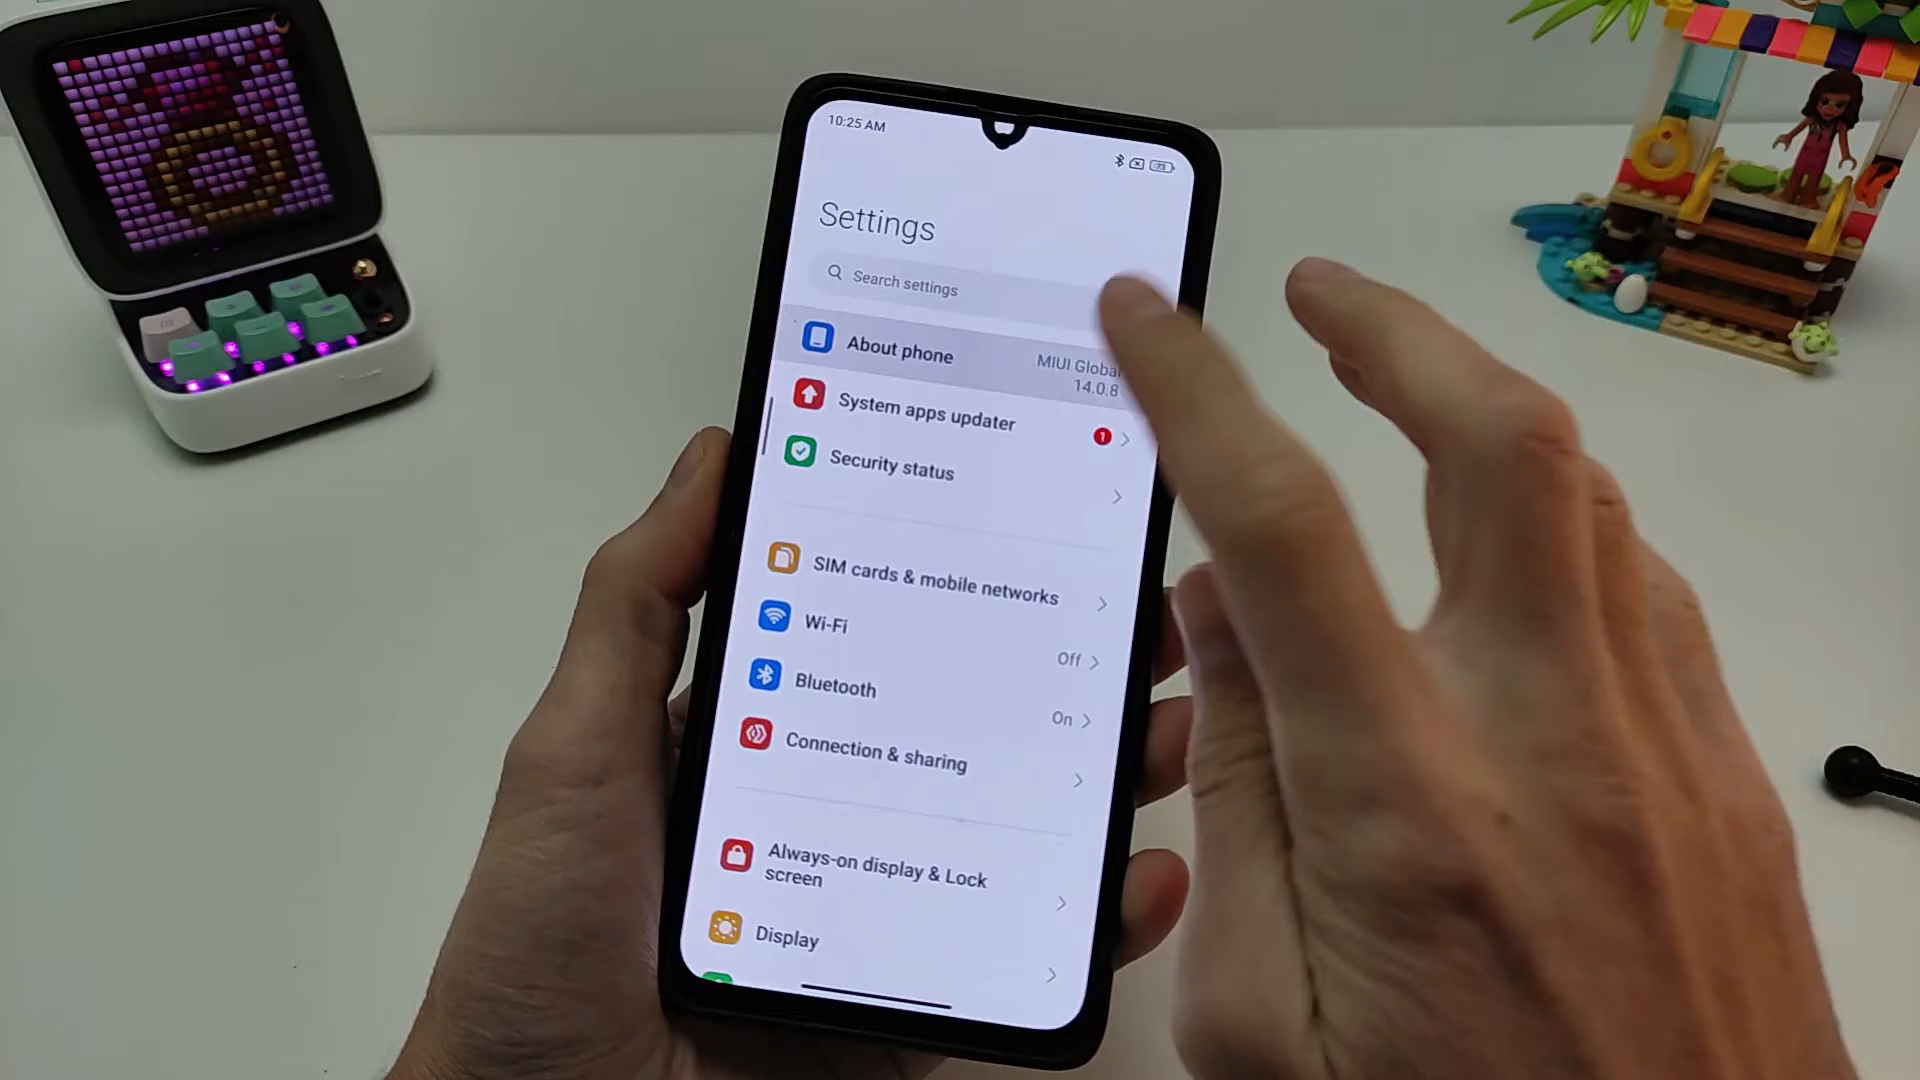 10:25 AM
73
Settings
Search settings
About phone
MIUI Global
14.0.8
System apps updater
1
Security status
SIM cards & mobile networks
Wi-Fi
Off
Bluetooth
On
Connection & sharing
Always-on display & Lock
screen
Display